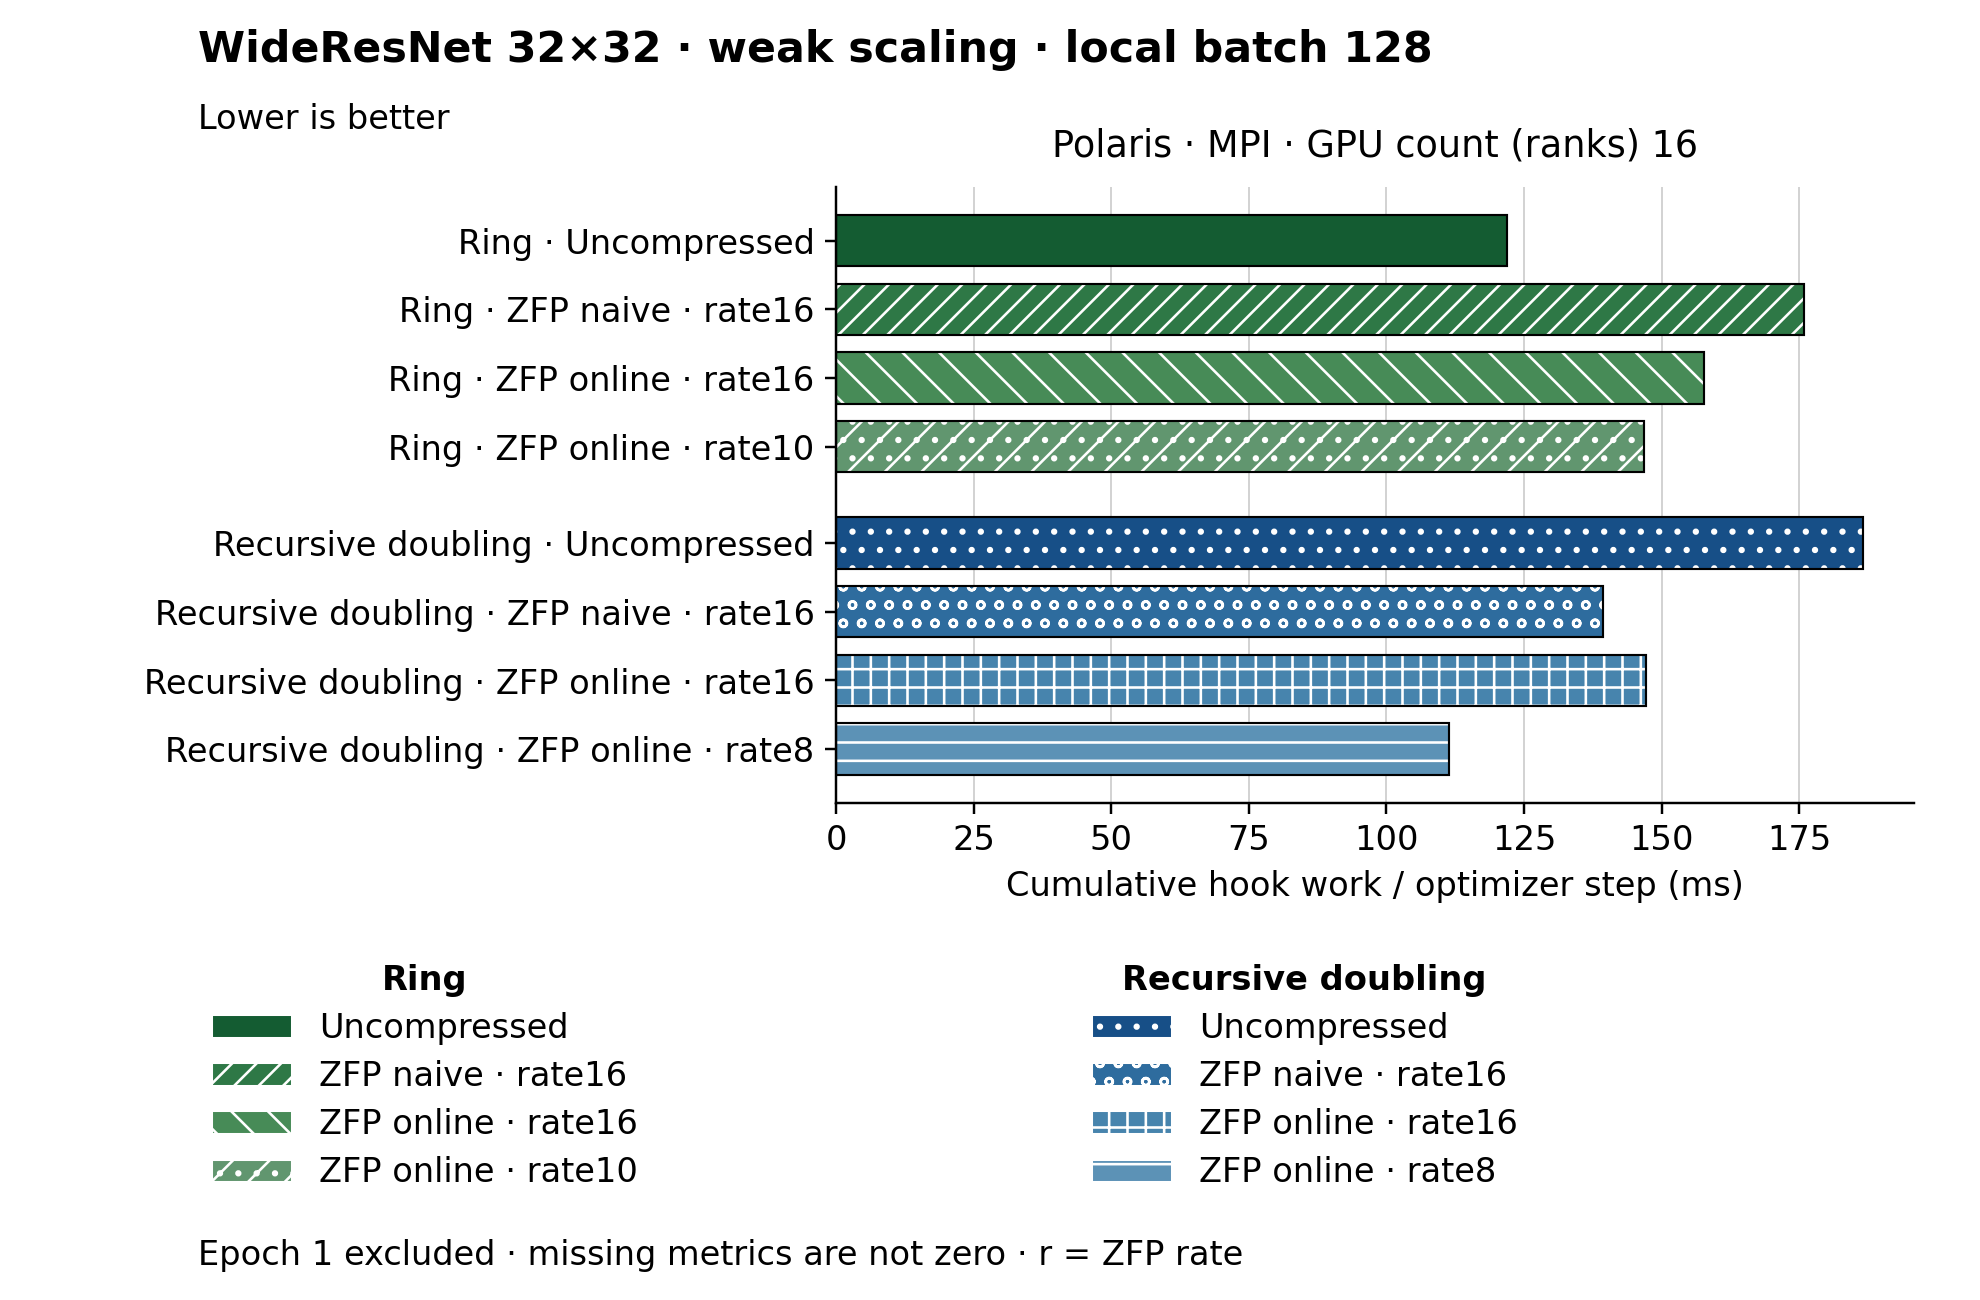 WideResNet 32×32 · weak scaling · local batch 128
Lower is better
Polaris · MPI · GPU count (ranks) 16
Ring · Uncompressed
Ring · ZFP naive · rate16
Ring · ZFP online · rate16
Ring · ZFP online · rate10
Recursive doubling · Uncompressed
Recursive doubling · ZFP naive · rate16
Recursive doubling · ZFP online · rate16
Recursive doubling · ZFP online · rate8
0 25 50 75 100 125 150 175
Cumulative hook work / optimizer step (ms)
Ring
Uncompressed
ZFP naive · rate16
ZFP online · rate16
ZFP online · rate10
Recursive doubling
Uncompressed
ZFP naive · rate16
ZFP online · rate16
ZFP online · rate8
Epoch 1 excluded · missing metrics are not zero · r = ZFP rate